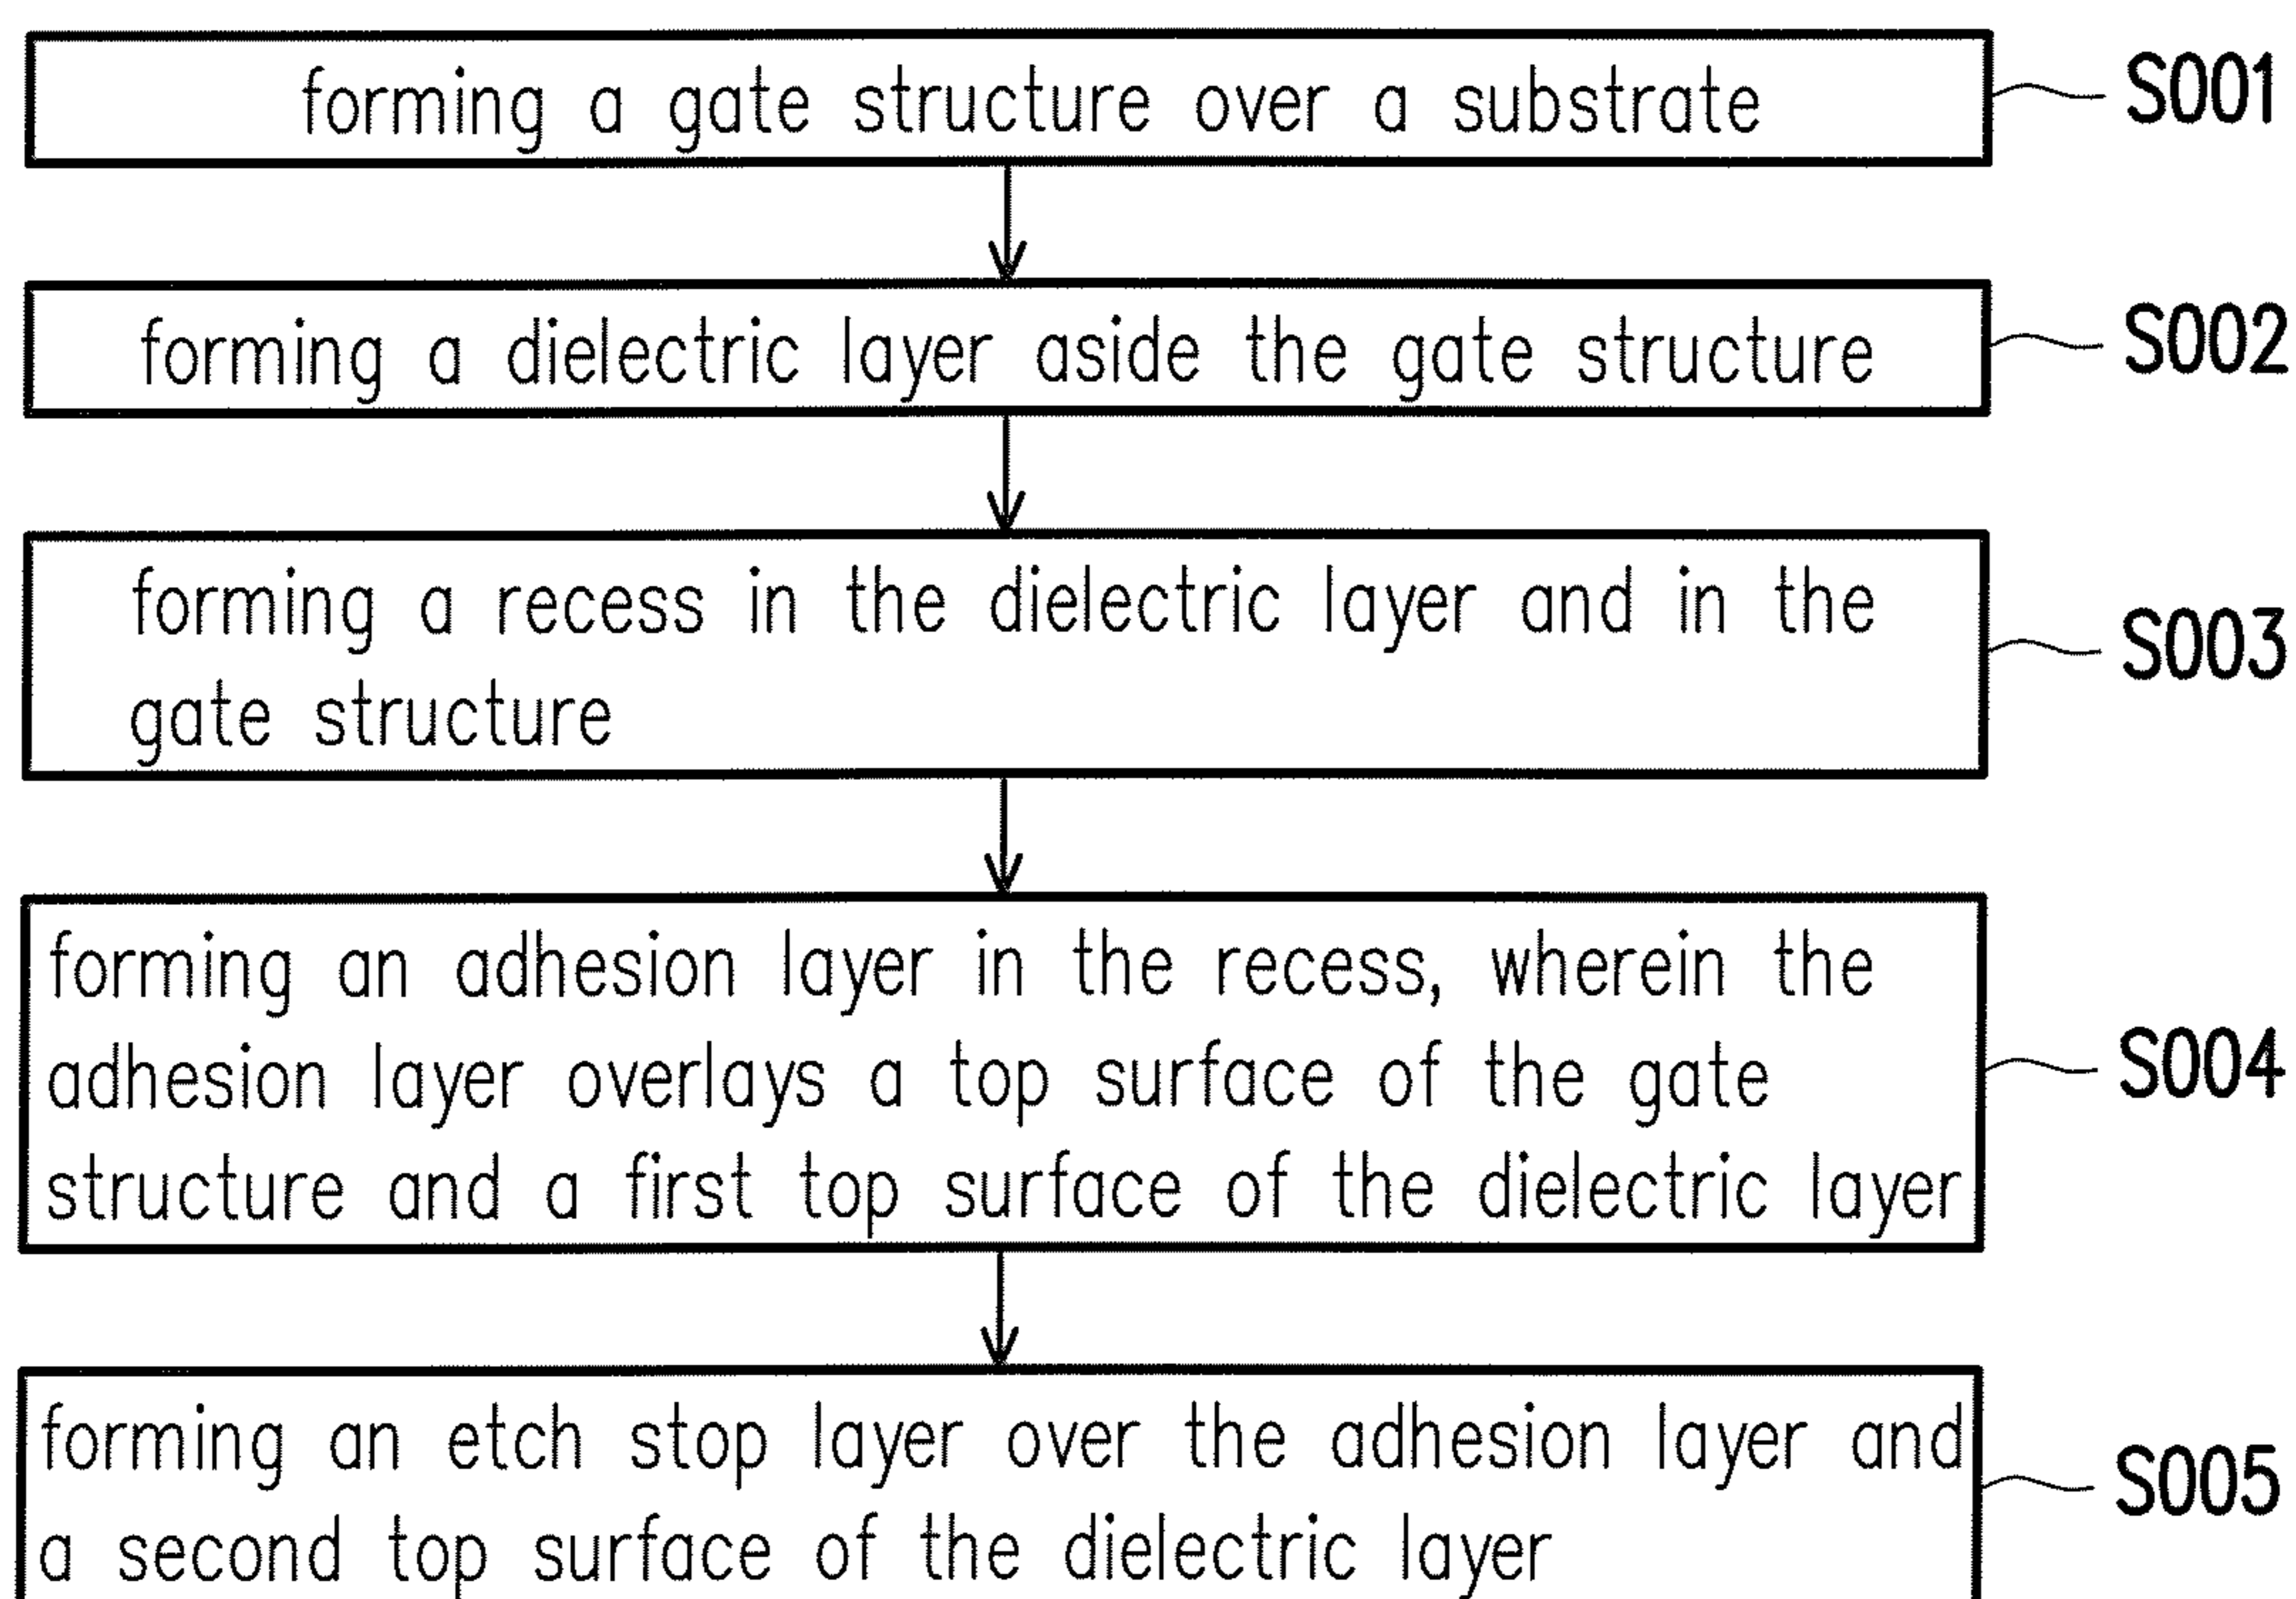 forming a gate structure over a substrate
S001
forming a dielectric layer aside the gate structure
S002
forming a recess in the dielectric layer and in the
gate structure
S003
forming an adhesion layer in the recess, wherein the
adhesion layer overlays a top surface of the gate
structure and a first top surface of the dielectric layer
S004
forming an etch stop layer over the adhesion layer and
a second top surface of the dielectric layer
S005